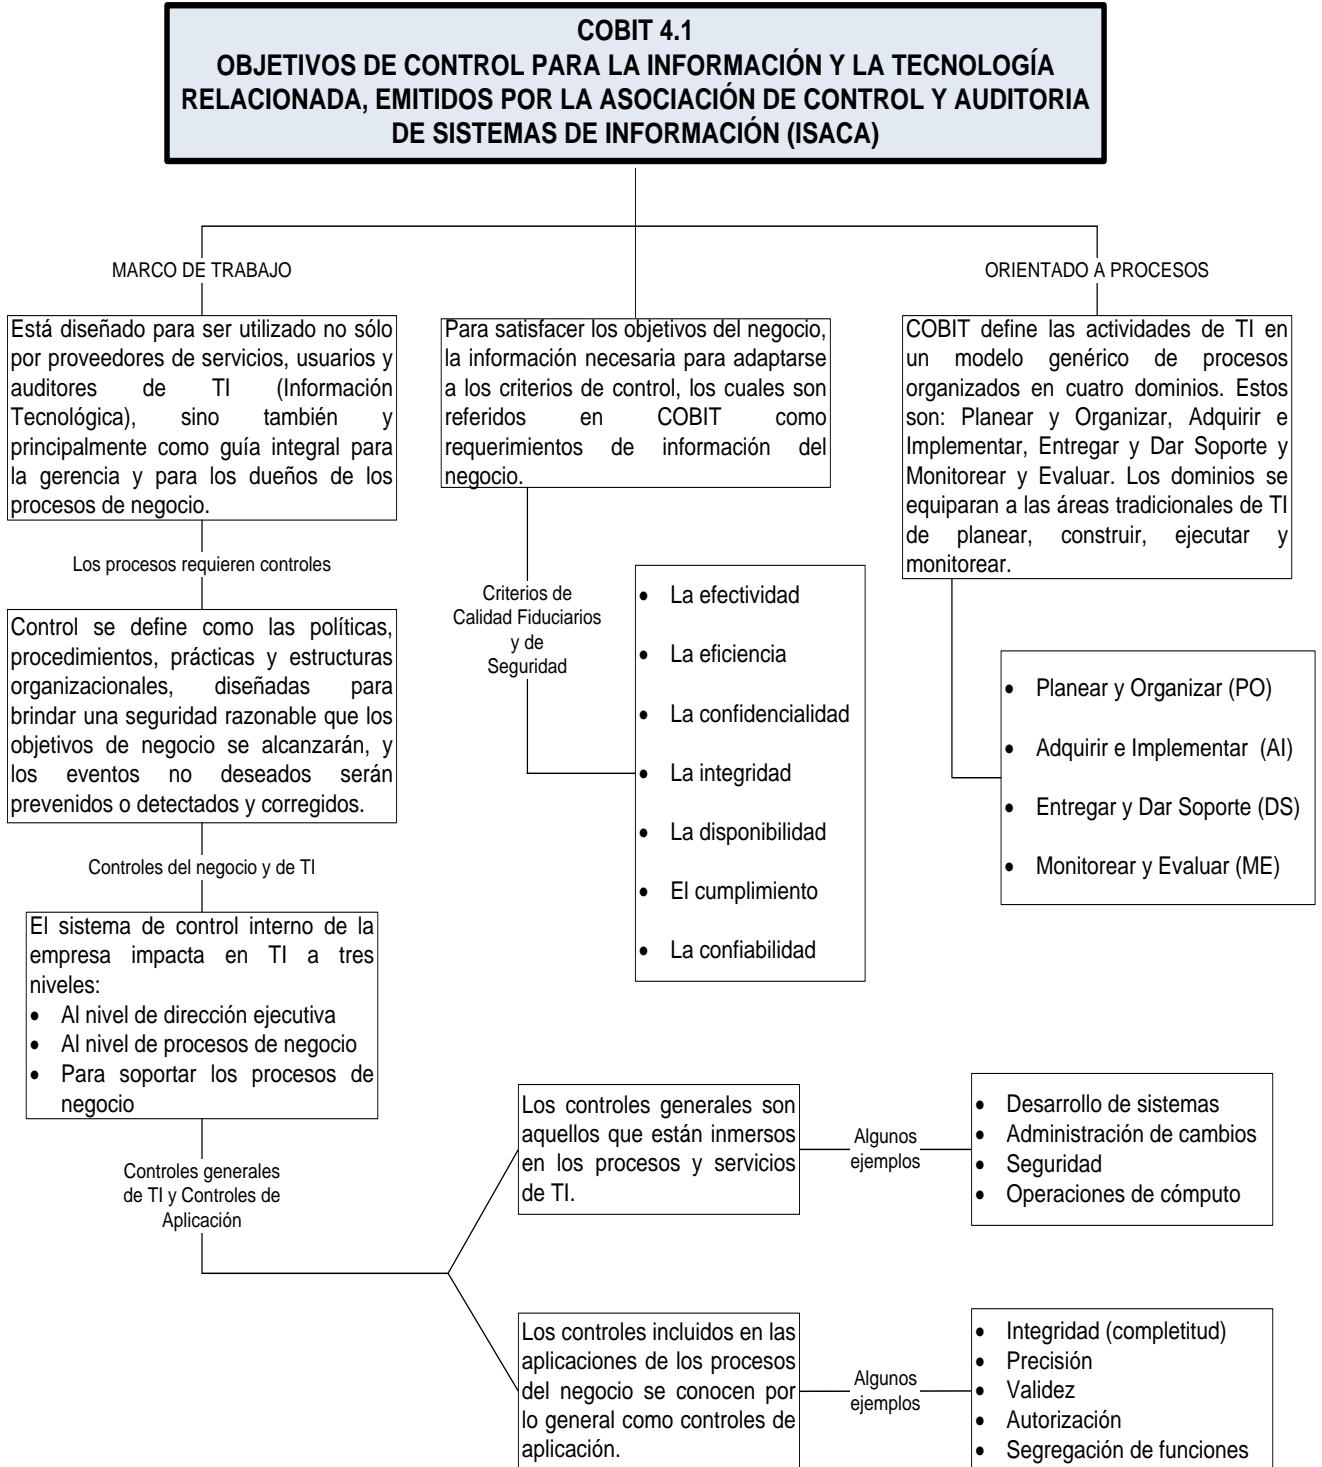 COBIT 4.1
OBJETIVOS DE CONTROL PARA LA INFORMACIÓN Y LA TECNOLOGÍA
RELACIONADA, EMITIDOS POR LA ASOCIACIÓN DE CONTROL Y AUDITORIA
DE SISTEMAS DE INFORMACIÓN (ISACA)
MARCO DE TRABAJO
Está diseñado para ser utilizado no sólo
por proveedores de servicios, usuarios y
auditores de TI (Información
Tecnológica), sino también y
principalmente como guía integral para
la gerencia y para los dueños de los
procesos de negocio.
Los procesos requieren controles
Control se define como las políticas,
procedimientos, prácticas y estructuras
organizacionales, diseñadas para
brindar una seguridad razonable que los
objetivos de negocio se alcanzarán, y
los eventos no deseados serán
prevenidos o detectados y corregidos.
Controles del negocio y de TI
El sistema de control interno de la
empresa impacta en TI a tres
niveles:
• Al nivel de dirección ejecutiva
• Al nivel de procesos de negocio
• Para soportar los procesos de
negocio
Controles generales
de TI y Controles de
Aplicación
Para satisfacer los objetivos del negocio,
la información necesaria para adaptarse
a los criterios de control, los cuales son
referidos en COBIT como
requerimientos de información del
negocio.
Criterios de
Calidad Fiduciarios
y de
Seguridad
• La efectividad
• La eficiencia
• La confidencialidad
• La integridad
• La disponibilidad
• El cumplimiento
• La confiabilidad
ORIENTADO A PROCESOS
COBIT define las actividades de TI en
un modelo genérico de procesos
organizados en cuatro dominios. Estos
son: Planear y Organizar, Adquirir e
Implementar, Entregar y Dar Soporte y
Monitorear y Evaluar. Los dominios se
equiparan a las áreas tradicionales de TI
de planear, construir, ejecutar y
monitorear.
• Planear y Organizar (PO)
• Adquirir e Implementar (AI)
• Entregar y Dar Soporte (DS)
• Monitorear y Evaluar (ME)
Los controles generales son
aquellos que están inmersos
en los procesos y servicios
de TI.
Algunos
ejemplos
• Desarrollo de sistemas
• Administración de cambios
• Seguridad
• Operaciones de cómputo
Los controles incluidos en las
aplicaciones de los procesos
del negocio se conocen por
lo general como controles de
aplicación.
Algunos
ejemplos
• Integridad (completitud)
• Precisión
• Validez
• Autorización
• Segregación de funciones